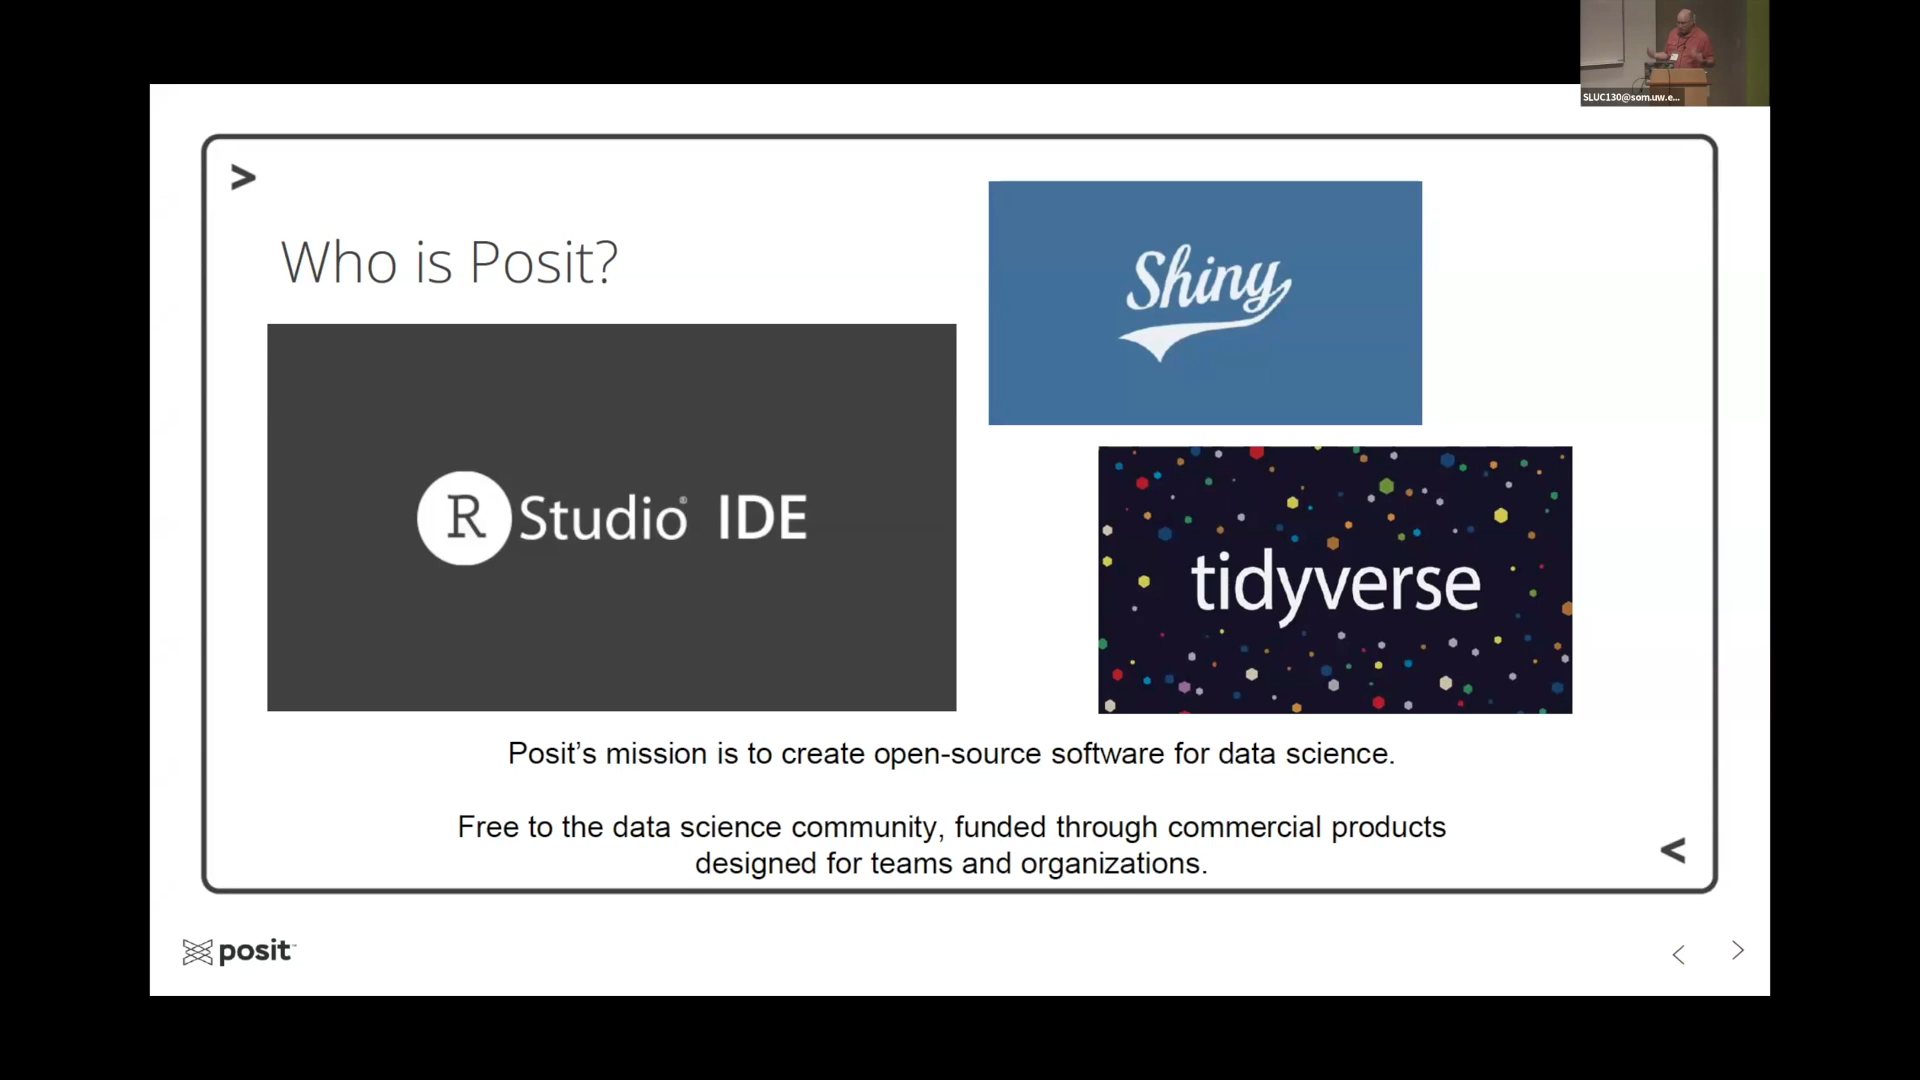 SLUC130@som.uw.e...
>
Who is Posit?
Shiny
R Studio® IDE
tidyverse
Posit’s mission is to create open-source software for data science.
Free to the data science community, funded through commercial products
designed for teams and organizations.
<
posit™
< >